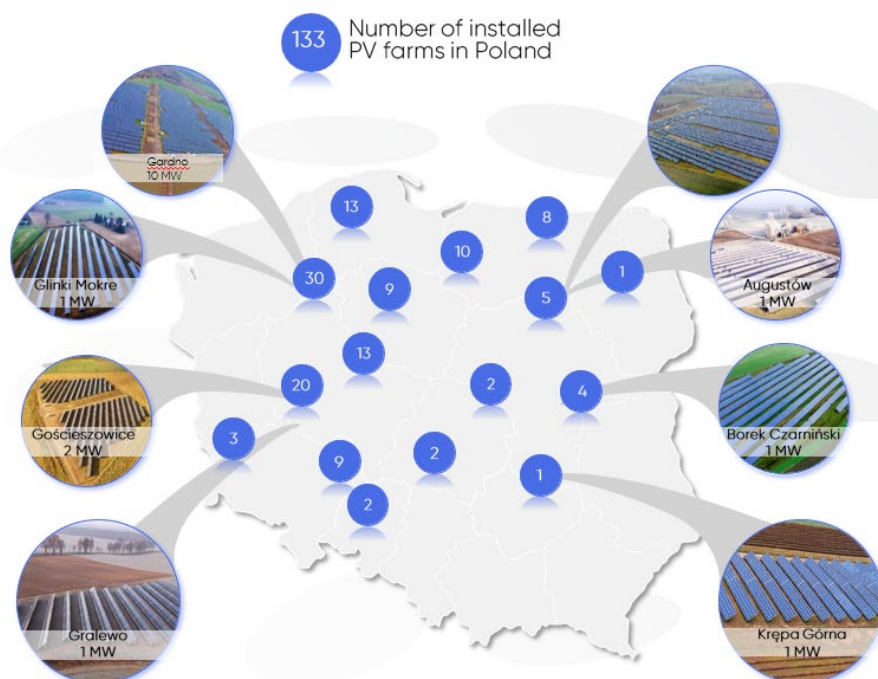 133
Number of installed
PV farms in Poland
Gardno
10 MW
13
8
10
1
30
9
5
Glinki Mokre
1 MW
Augustów
1 MW
13
20
2
4
Gościeszowice
2 MW
3
9
2
1
2
Borek Czarniński
1 MW
Gralewo
1 MW
Krępa Górna
1 MW